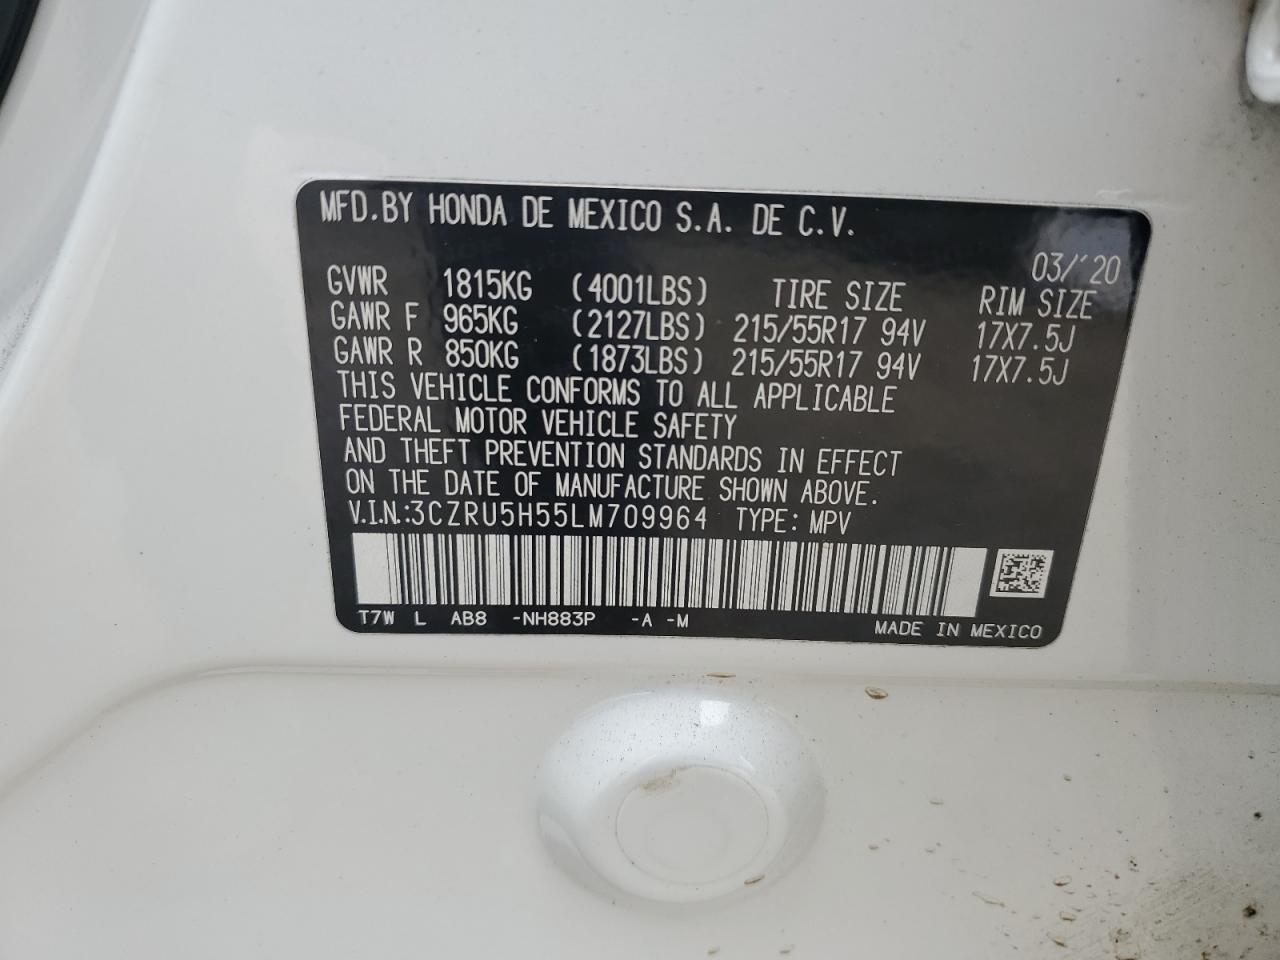 MFD.BY HONDA DE MEXICO S.A. DE C.V.
03/'20
GVWR 1815KG (4001LBS) TIRE SIZE RIM SIZE
GAWR F 965KG (2127LBS) 215/55R17 94V 17X7.5J
GAWR R 850KG (1873LBS) 215/55R17 94V 17X7.5J
THIS VEHICLE CONFORMS TO ALL APPLICABLE
FEDERAL MOTOR VEHICLE SAFETY
AND THEFT PREVENTION STANDARDS IN EFFECT
ON THE DATE OF MANUFACTURE SHOWN ABOVE.
V.I.N.:3CZRU5H55LM709964 TYPE: MPV
T7W L AB8 -NH883P -A -M
MADE IN MEXICO